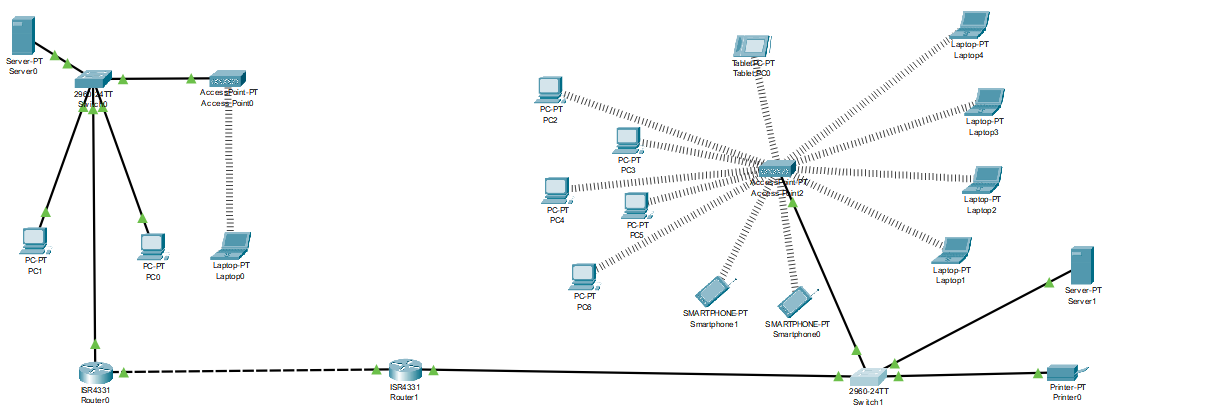 Server-PT
Server0
2960-24TT
Switch0
AccessPoint-PT
Access Point0
PC-PT
PC1
PC-PT
PC0
Laptop-PT
Laptop0
ISR4331
Router0
ISR4331
Router1
TabletPC-PT
Tablet PC0
PC-PT
PC2
PC-PT
PC3
PC-PT
PC4
PC-PT
PC5
PC-PT
PC6
AccessPoint-PT
Access Point2
Laptop-PT
Laptop4
Laptop-PT
Laptop3
Laptop-PT
Laptop2
Laptop-PT
Laptop1
SMARTPHONE-PT
Smartphone1
SMARTPHONE-PT
Smartphone0
Server-PT
Server1
2960-24TT
Switch1
Printer-PT
Printer0